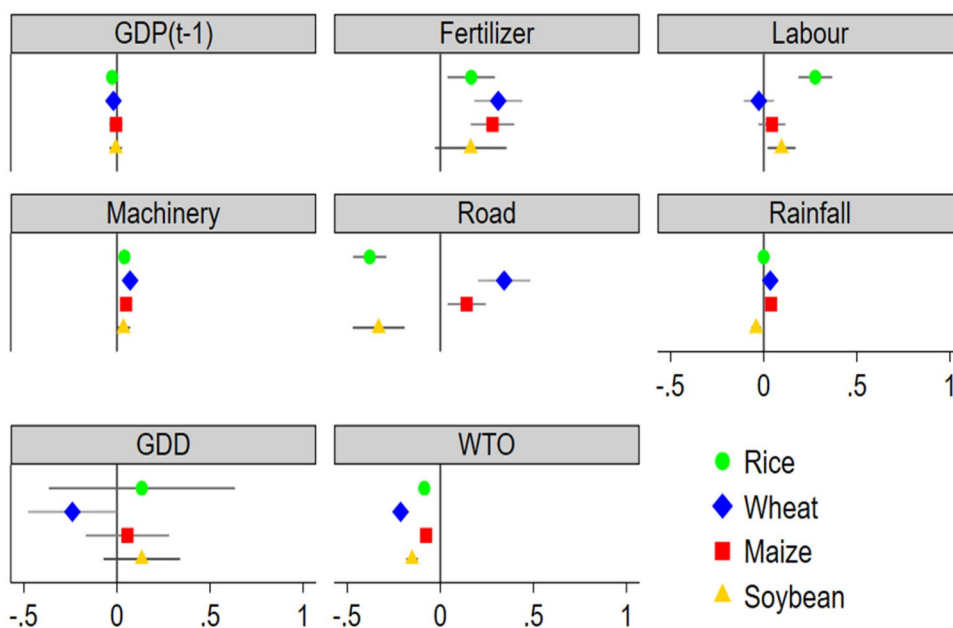 GDP(t-1) Fertilizer Labour
Machinery Road Rainfall
-.5 0 .5 1
GDD WTO
Rice
Wheat
Maize
Soybean
-.5 0 .5 1 -.5 0 .5 1